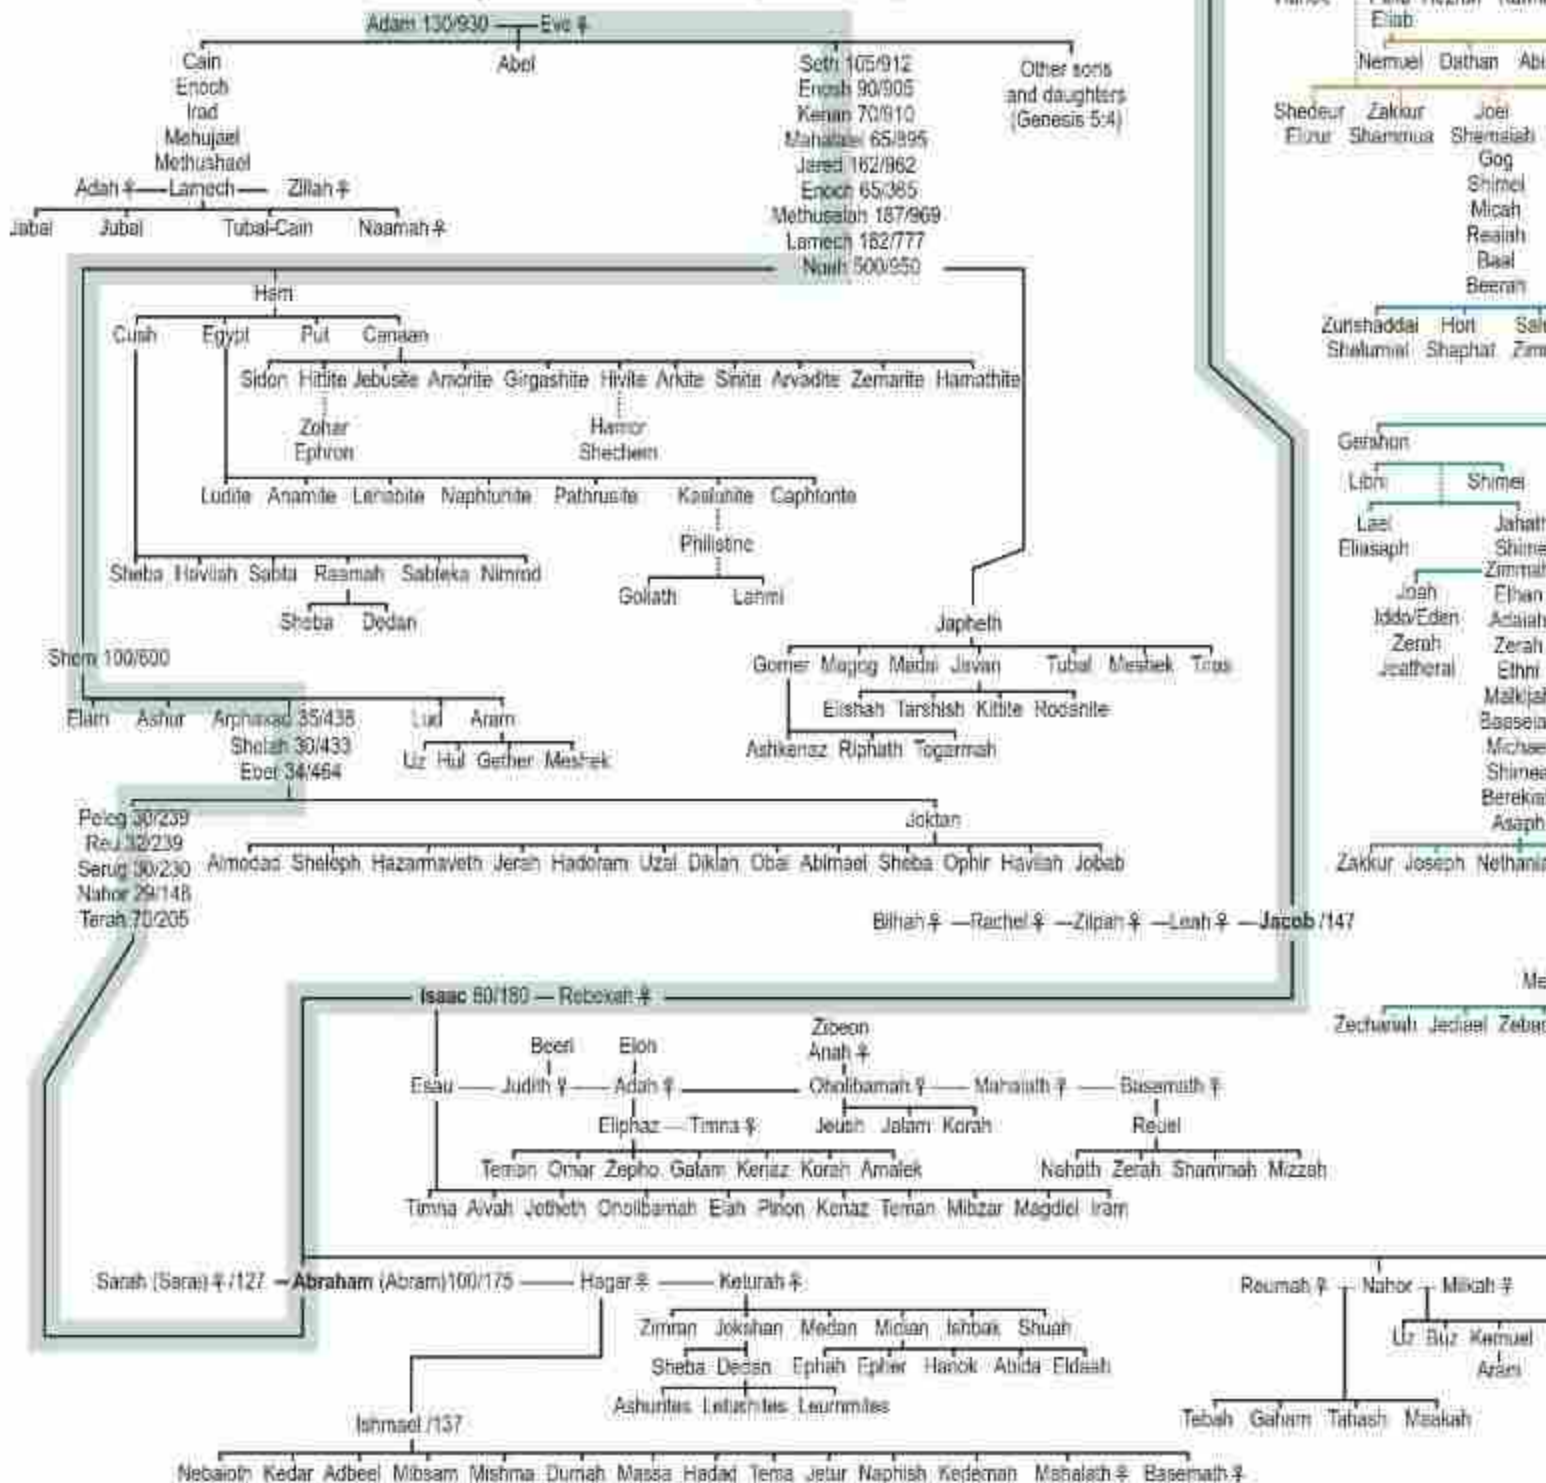 Adam 130/930 Eve ♀
Cain
Enoch
Irad
Mehujael
Methushael
Adah ♀ Lamech Zillah ♀
Jabal Jubal Tubal-Cain Naamah ♀
Abel
Seth 105/912
Enosh 90/905
Kenan 70/910
Mahalalel 65/895
Jared 162/962
Enoch 65/365
Methuselah 187/969
Lamech 182/777
Noah 500/950
Other sons
and daughters
(Genesis 5:4)
Ham
Cush Egypt Put Canaan
Sidon Hittite Jebusite Amorite Girgashite Hivite Arkite Sinite Arvadite Zemarite Hamathite
Zohar
Ephron
Hamor
Shechem
Ludite Anamite Lehabite Naphtuhite Pathrusite Kasluhite Caphtorite
Philistine
Goliath Lahmi
Sheba Havilah Sabta Raamah Sabteka Nimrod
Sheba Dedan
Japheth
Gomer Magog Madai Javan Tubal Meshek Tiras
Elishah Tarshish Kittite Rodanite
Ashkenaz Riphath Togarmah
Shem 100/600
Elam Ashur Arphaxad 35/438 Lud Aram
Shelah 30/433
Eber 34/464
Uz Hul Gether Meshek
Peleg 30/239
Reu 32/239
Serug 30/230
Nahor 29/148
Terah 70/205
Joktan
Almodad Sheleph Hazarmaveth Jerah Hadoram Uzal Diklah Obal Abimael Sheba Ophir Havilah Jobab
Bilhah ♀ Rachel ♀ Zilpah ♀ Leah ♀ Jacob /147
Isaac 60/180 Rebekah ♀
Beeri Elon
Zibeon
Anah ♀
Esau Judith ♀ Adah ♀ Oholibamah ♀ Mahalath ♀ Basemath ♀
Eliphaz Timna ♀ Jeush Jalam Korah Reuel
Teman Omar Zepho Gatam Kenaz Korah Amalek Nahath Zerah Shammah Mizzah
Timna Alvah Jetheth Oholibamah Elah Pinon Kenaz Teman Mibzar Magdiel Iram
Sarah (Sarai) ♀ /127 Abraham (Abram)100/175 Hagar ♀ Keturah ♀
Zimran Jokshan Medan Midian Ishbak Shuah
Sheba Dedan Ephah Epher Hanok Abida Eldaah
Ashurites Letushites Leummites
Ishmael /137
Nebaioth Kedar Adbeel Mibsam Mishma Dumah Massa Hadad Tema Jetur Naphish Kedemah Mahalath ♀ Basemath ♀
Reumah ♀ Nahor Milkah ♀
Uz Buz Kemuel
Aram
Tebah Gaham Tahash Maakah
Eliab
Nemuel Dathan Abi
Shedeur Zakkur Joel
Elizur Shammua Shemaiah
Gog
Shimei
Micah
Reaiah
Baal
Beerah
Zurishaddai Hori
Shelumiel Shaphat
Gershon
Libni Shimei
Lael
Eliasaph
Jahath
Shime
Zimmah
Joah
Iddo/Eden
Zerah
Jeatherai
Ethan
Adaiah
Zerah
Ethni
Malkijah
Baaseia
Michae
Shimea
Berekia
Asaph
Zakkur Joseph Nethania
Me
Zechariah Jediael Zeba